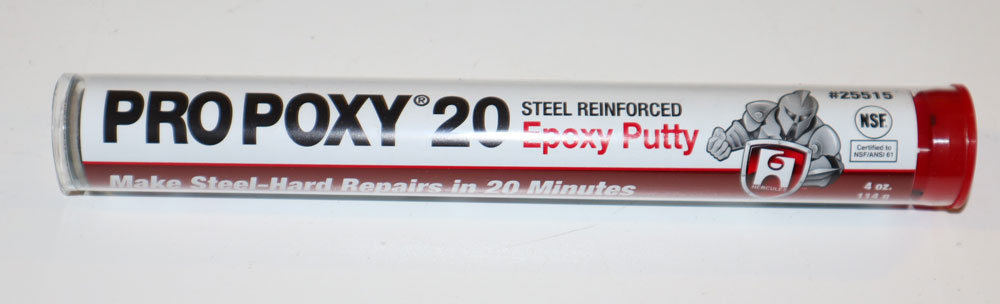 PRO POXY® 20
STEEL REINFORCED
Epoxy Putty
Make Steel-Hard Repairs in 20 Minutes
HERCULES
#25515
NSF
Certified to
NSF/ANSI 61
4 oz.
114 g